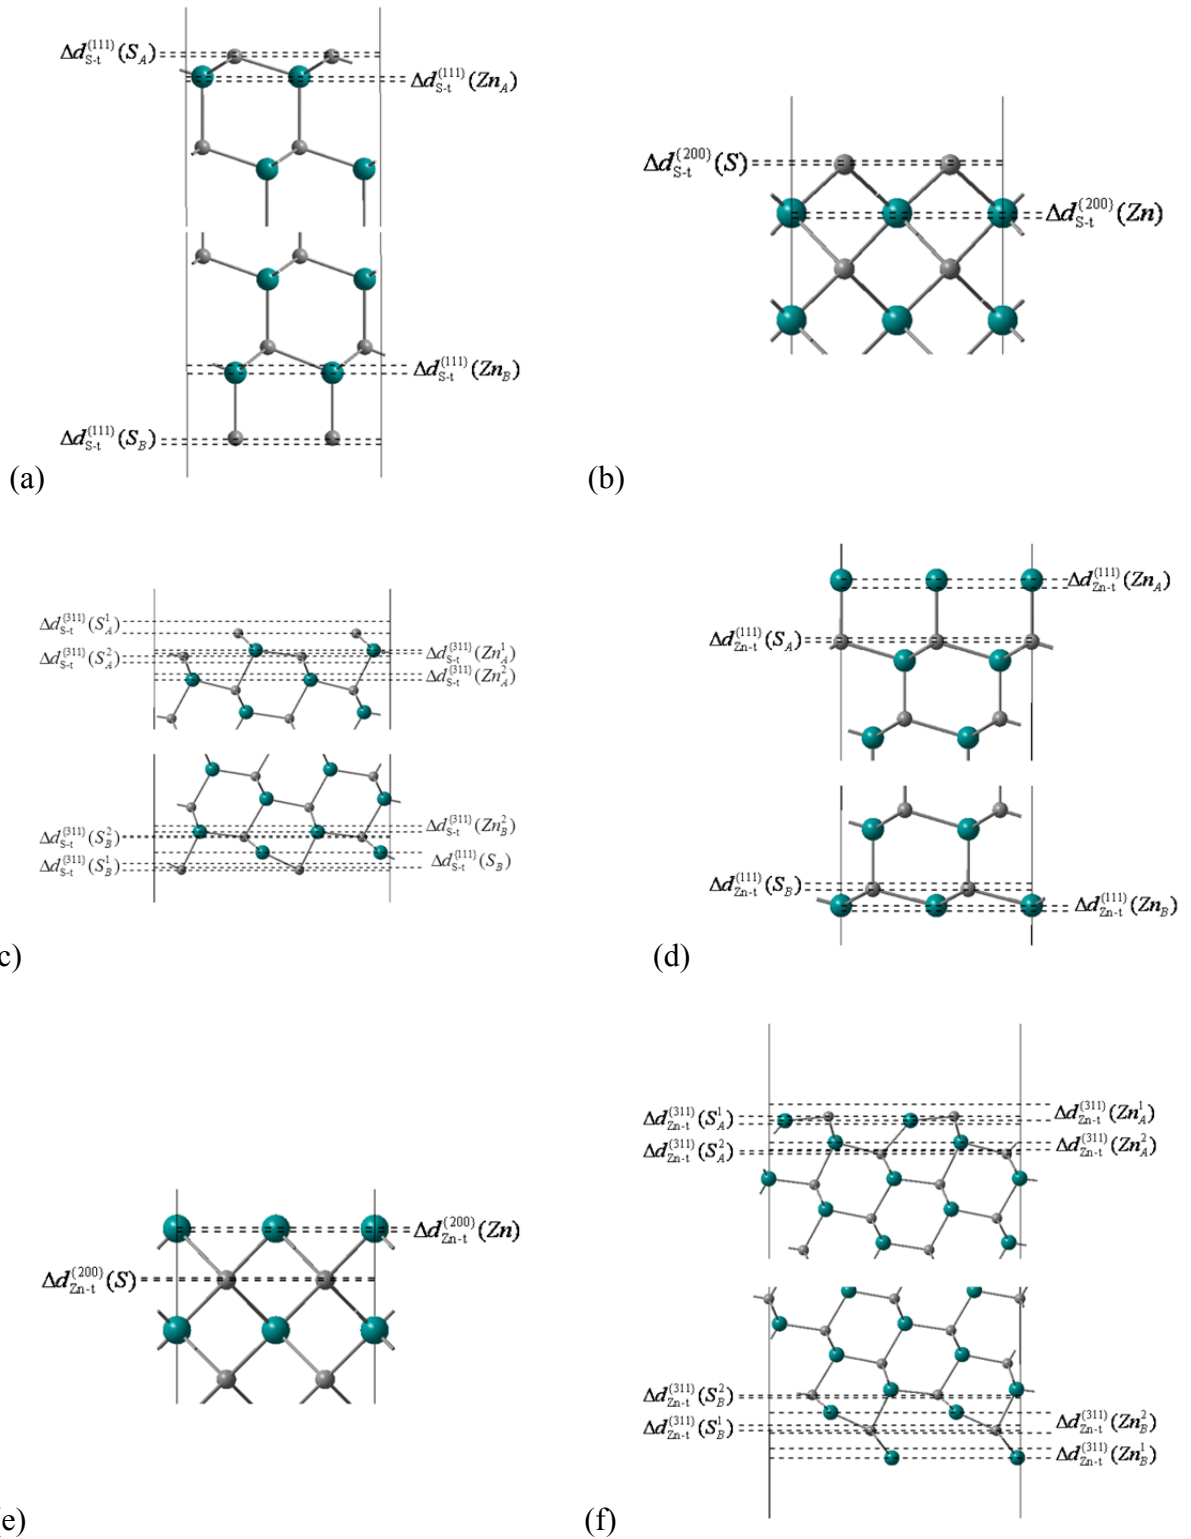 Δd_{S-t}^{(111)}(S_A)
Δd_{S-t}^{(111)}(Zn_A)
Δd_{S-t}^{(111)}(Zn_B)
Δd_{S-t}^{(111)}(S_B)
(a)
Δd_{S-t}^{(200)}(S)
Δd_{S-t}^{(200)}(Zn)
(b)
Δd_{S-t}^{(311)}(S_A^1)
Δd_{S-t}^{(311)}(S_A^2)
Δd_{S-t}^{(311)}(Zn_A^1)
Δd_{S-t}^{(311)}(Zn_A^2)
Δd_{S-t}^{(311)}(S_B^2)
Δd_{S-t}^{(311)}(S_B^1)
Δd_{S-t}^{(311)}(Zn_B^2)
Δd_{S-t}^{(111)}(S_B)
c)
Δd_{Zn-t}^{(111)}(Zn_A)
Δd_{Zn-t}^{(111)}(S_A)
Δd_{Zn-t}^{(111)}(S_B)
Δd_{Zn-t}^{(111)}(Zn_B)
(d)
Δd_{Zn-t}^{(200)}(Zn)
Δd_{Zn-t}^{(200)}(S)
e)
Δd_{Zn-t}^{(311)}(S_A^1)
Δd_{Zn-t}^{(311)}(S_A^2)
Δd_{Zn-t}^{(311)}(Zn_A^1)
Δd_{Zn-t}^{(311)}(Zn_A^2)
Δd_{Zn-t}^{(311)}(S_B^2)
Δd_{Zn-t}^{(311)}(S_B^1)
Δd_{Zn-t}^{(311)}(Zn_B^2)
Δd_{Zn-t}^{(311)}(Zn_B^1)
(f)